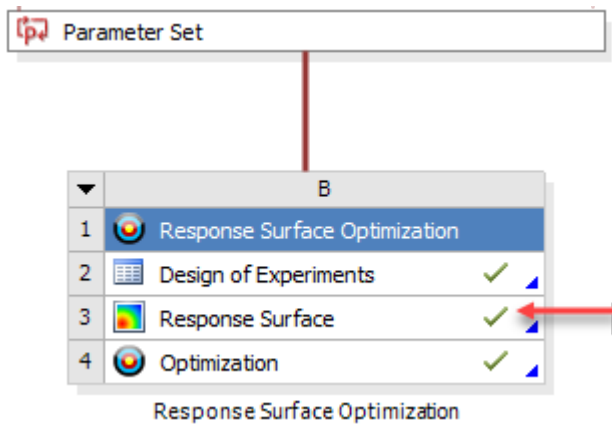 Parameter Set
B
1 Response Surface Optimization
2 Design of Experiments
3 Response Surface
4 Optimization
Response Surface Optimization